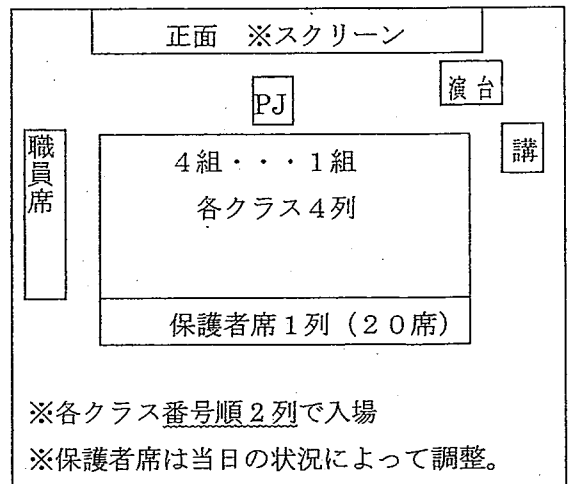 正面　※スクリーン
演台
PJ
講
職員席
４組・・・１組
各クラス４列
保護者席１列（２０席）
※各クラス番号順２列で入場
※保護者席は当日の状況によって調整。